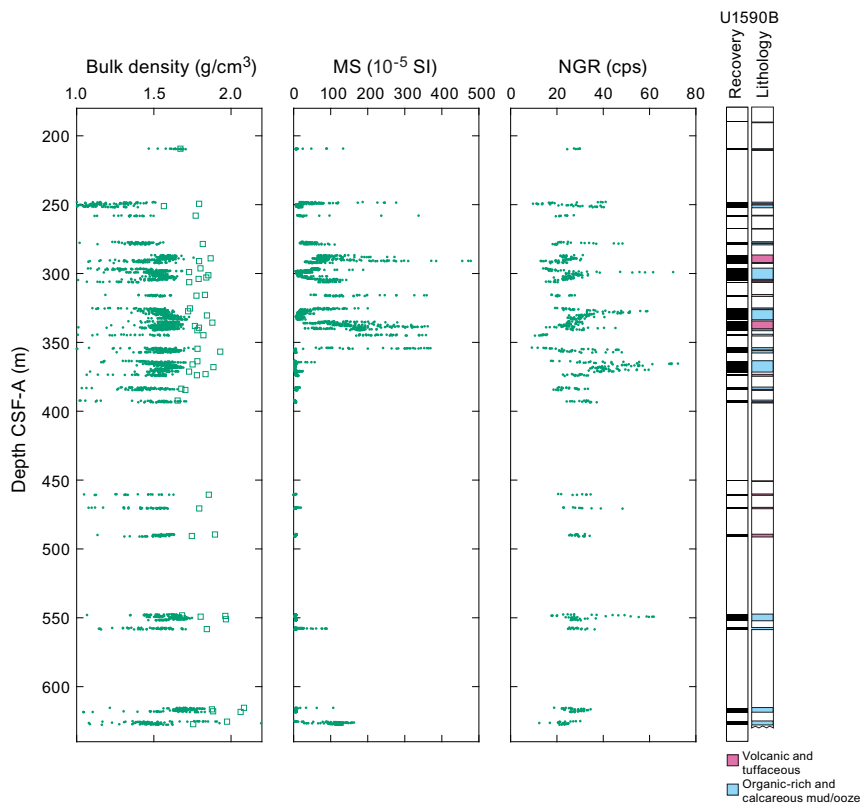 U1590B
Bulk density (g/cm³)
MS (10⁻⁵ SI)
NGR (cps)
Recovery
Lithology
1.0 1.5 2.0
0 100 200 300 400 500
0 20 40 60 80
200
250
300
350
400
450
500
550
600
Depth CSF-A (m)
Volcanic and
tuffaceous
Organic-rich and
calcareous mud/ooze